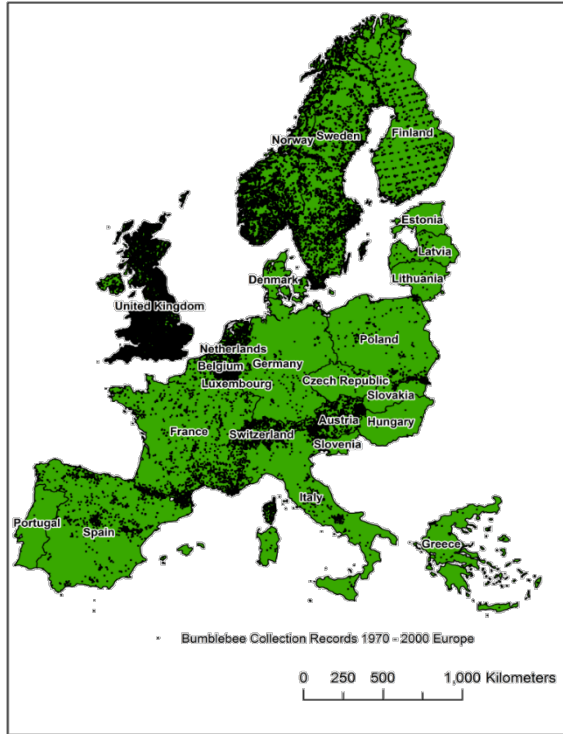 Norway
Sweden
Finland
Estonia
Latvia
Lithuania
Denmark
United Kingdom
Netherlands
Belgium
Germany
Poland
Luxembourg
Czech Republic
Slovakia
Austria
Hungary
France
Switzerland
Slovenia
Italy
Portugal
Spain
Greece
Bumblebee Collection Records 1970 - 2000 Europe
0 250 500 1,000 Kilometers